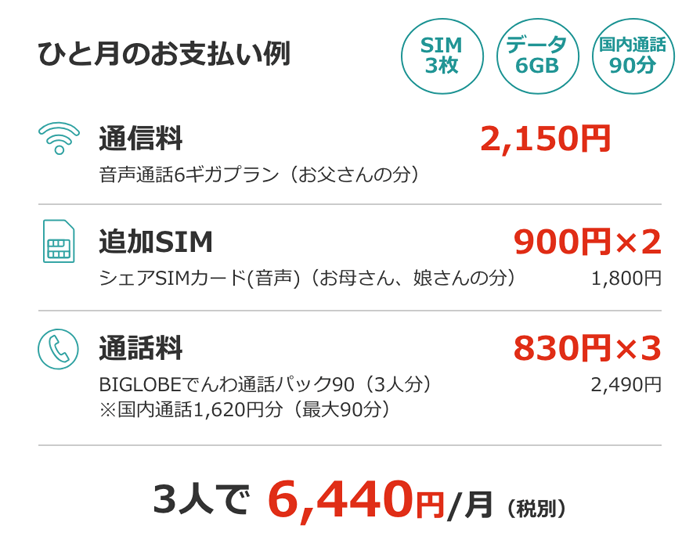 ひと月のお支払い例
SIM
3枚
データ
6GB
国内通話
90分
通信料
2,150円
音声通話6ギガプラン（お父さんの分）
追加SIM
900円×2
シェアSIMカード(音声)（お母さん、娘さんの分）
1,800円
通話料
830円×3
BIGLOBEでんわ通話パック90（3人分）
2,490円
※国内通話1,620円分（最大90分）
3人で 6,440円/月（税別）